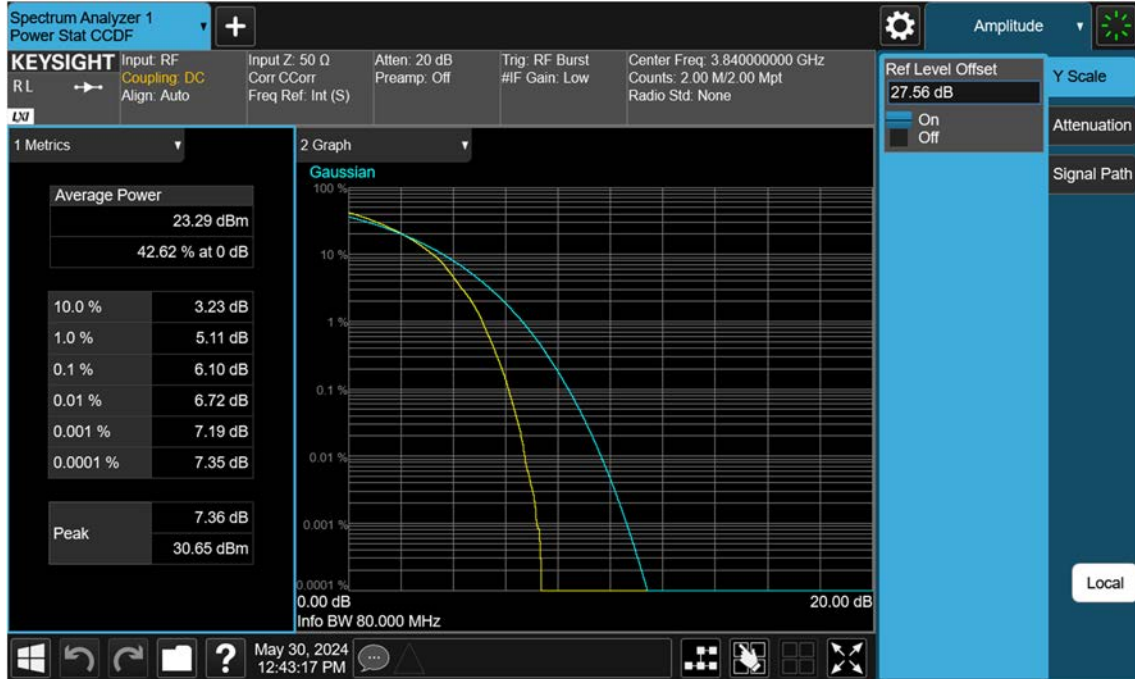 Spectrum Analyzer 1
Power Stat CCDF
+
Amplitude
KEYSIGHT
R L
LXI
Input: RF
Coupling: DC
Align: Auto
Input Z: 50 Ω
Corr CCorr
Freq Ref: Int (S)
Atten: 20 dB
Preamp: Off
Trig: RF Burst
#IF Gain: Low
Center Freq: 3.840000000 GHz
Counts: 2.00 M/2.00 Mpt
Radio Std: None
Ref Level Offset
27.56 dB
On
Off
Y Scale
Attenuation
Signal Path
1 Metrics
Average Power
23.29 dBm
42.62 % at 0 dB
10.0 % 3.23 dB
1.0 % 5.11 dB
0.1 % 6.10 dB
0.01 % 6.72 dB
0.001 % 7.19 dB
0.0001 % 7.35 dB
Peak
7.36 dB
30.65 dBm
2 Graph
Gaussian
100 %
10 %
1 %
0.1 %
0.01 %
0.001 %
0.0001 %
0.00 dB 20.00 dB
Info BW 80.000 MHz
Local
?
May 30, 2024
12:43:17 PM